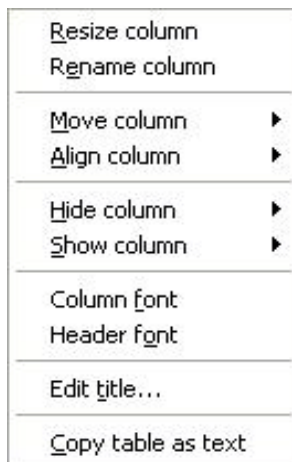 Resize column
Rename column
Move column
Align column
Hide column
Show column
Column font
Header font
Edit title...
Copy table as text